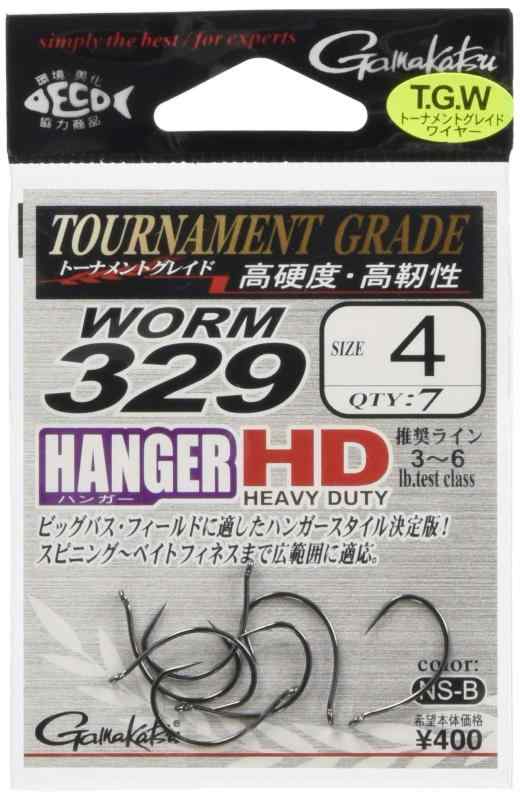 simply the best / for experts
Gamakatsu
環境・美化
ECO
協力商品
T.G.W
トーナメントグレイド
ワイヤー
TOURNAMENT GRADE
トーナメントグレイド
高硬度・高靭性
WORM
329
SIZE 4
QTY:7
HANGER HD
ハンガー
HEAVY DUTY
推奨ライン
3〜6
lb.test class
ビッグバス・フィールドに適したハンガースタイル決定版!
スピニング〜ベイトフィネスまで広範囲に適応。
color:
NS-B
Gamakatsu®
希望本体価格
¥400